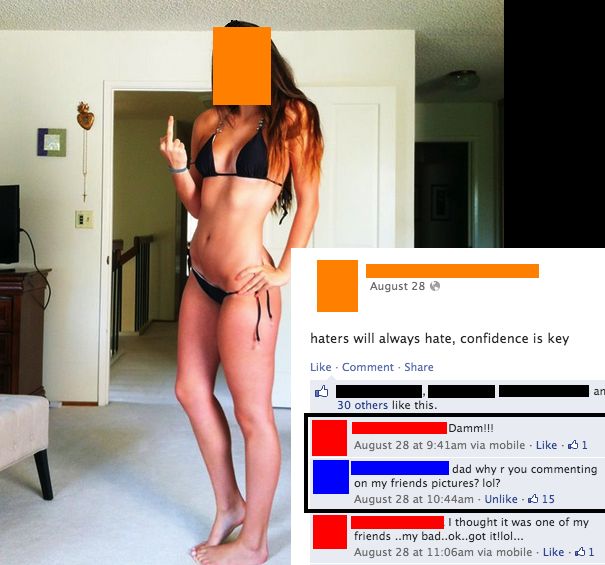 August 28
haters will always hate, confidence is key
Like · Comment · Share
, an
30 others like this.
Damm!!!
August 28 at 9:41am via mobile · Like · 1
dad why r you commenting
on my friends pictures? lol?
August 28 at 10:44am · Unlike · 15
I thought it was one of my
friends ..my bad..ok..got it!lol...
August 28 at 11:06am via mobile · Like · 1